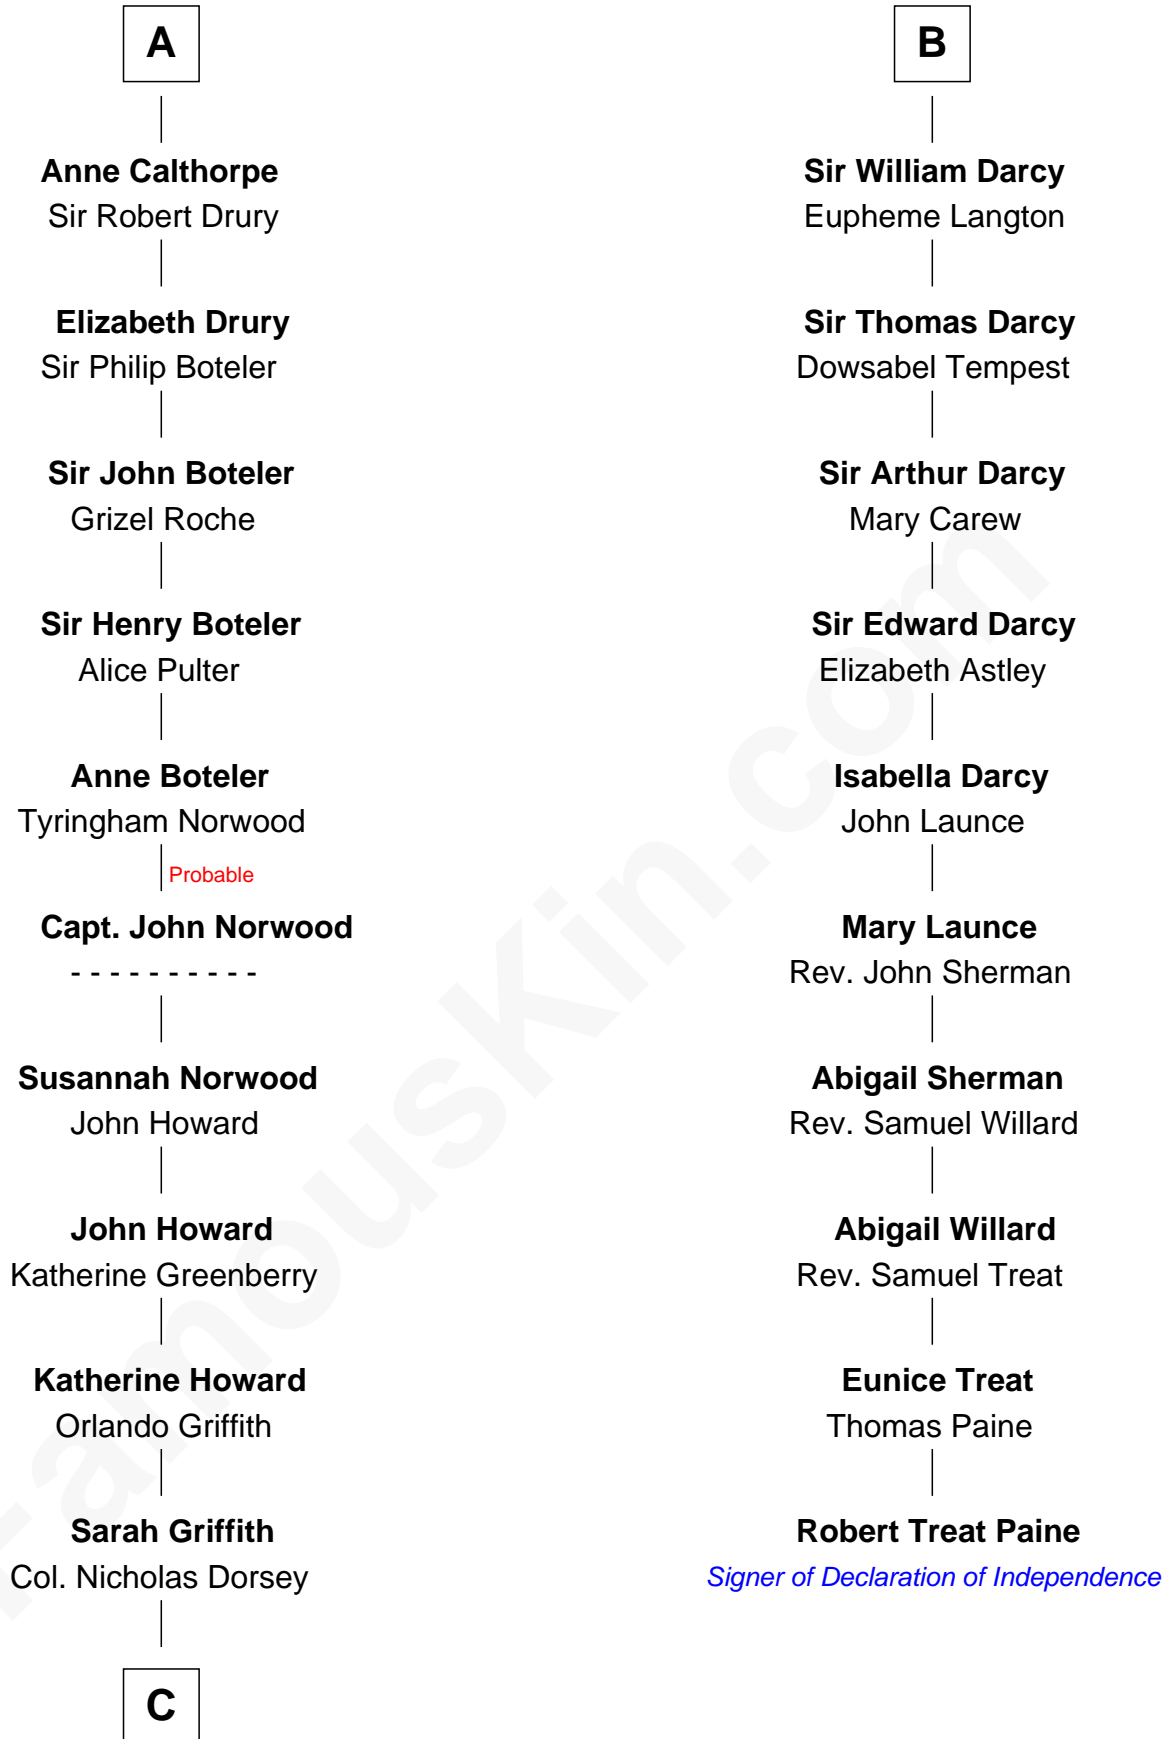 A
Anne Calthorpe
Sir Robert Drury
Elizabeth Drury
Sir Philip Boteler
Sir John Boteler
Grizel Roche
Sir Henry Boteler
Alice Pulter
Anne Boteler
Tyringham Norwood
Probable
Capt. John Norwood
- - - - - - - - - -
Susannah Norwood
John Howard
John Howard
Katherine Greenberry
Katherine Howard
Orlando Griffith
Sarah Griffith
Col. Nicholas Dorsey
C
B
Sir William Darcy
Eupheme Langton
Sir Thomas Darcy
Dowsabel Tempest
Sir Arthur Darcy
Mary Carew
Sir Edward Darcy
Elizabeth Astley
Isabella Darcy
John Launce
Mary Launce
Rev. John Sherman
Abigail Sherman
Rev. Samuel Willard
Abigail Willard
Rev. Samuel Treat
Eunice Treat
Thomas Paine
Robert Treat Paine
Signer of Declaration of Independence
FamousKin.com